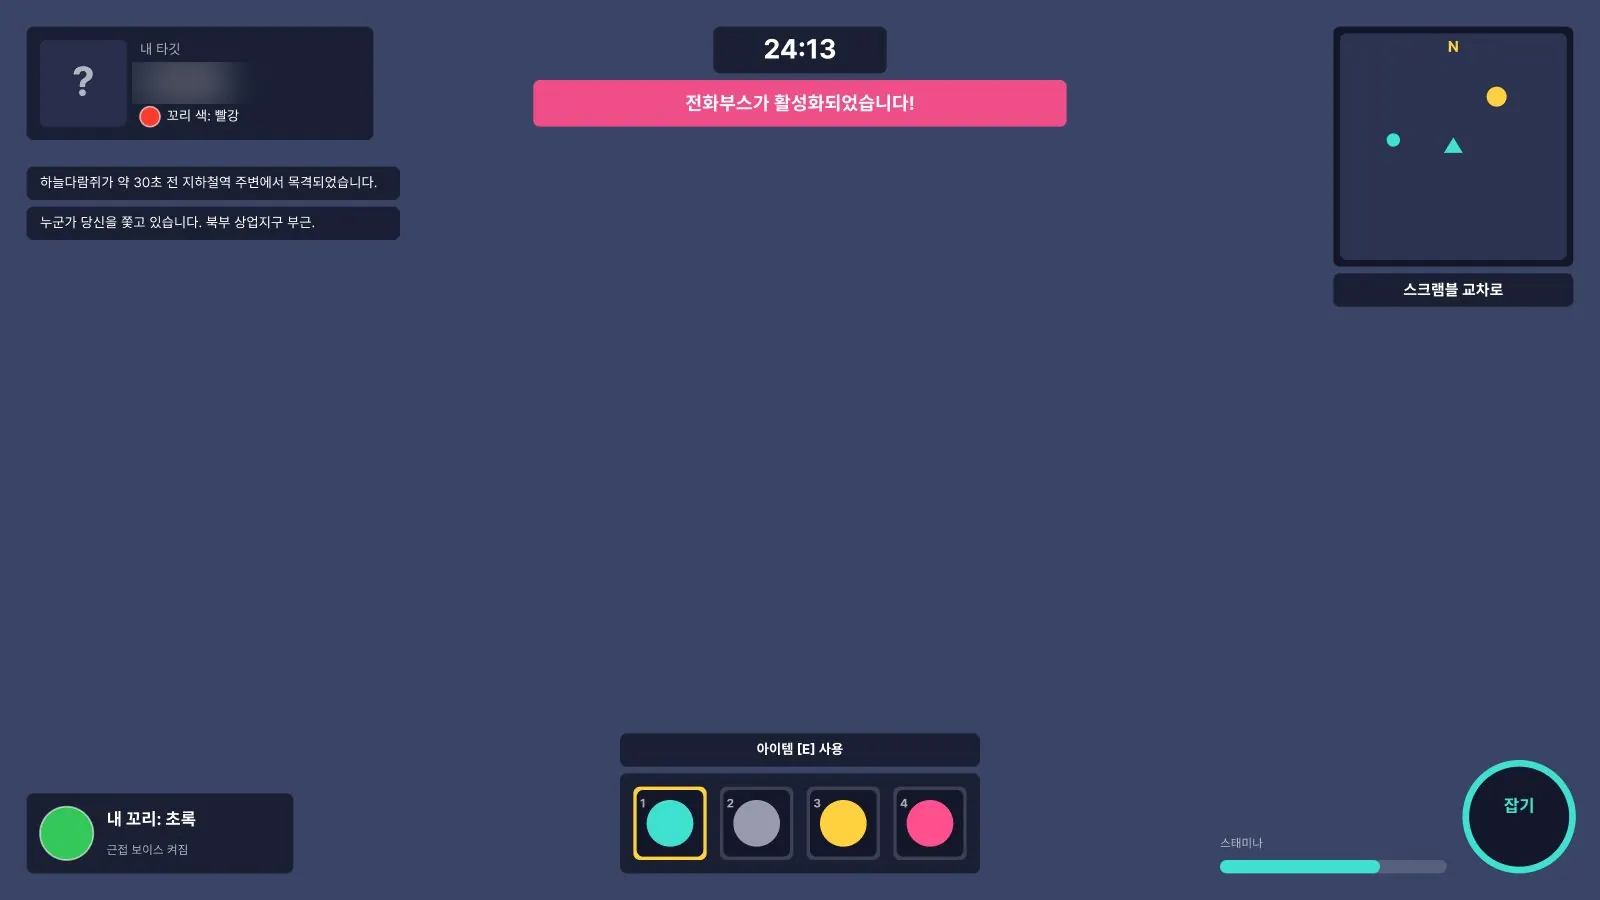 ?
내 타깃
꼬리 색: 빨강
하늘다람쥐가 약 30초 전 지하철역 주변에서 목격되었습니다.
누군가 당신을 쫓고 있습니다. 북부 상업지구 부근.
24:13
전화부스가 활성화되었습니다!
N
스크램블 교차로
내 꼬리: 초록
근접 보이스 켜짐
아이템 [E] 사용
1
2
3
4
스태미나
잡기